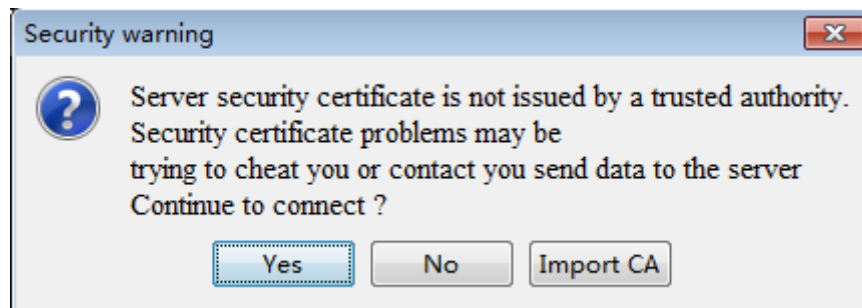 Security warning
Server security certificate is not issued by a trusted authority.
Security certificate problems may be
trying to cheat you or contact you send data to the server
Continue to connect ?
Yes No Import CA